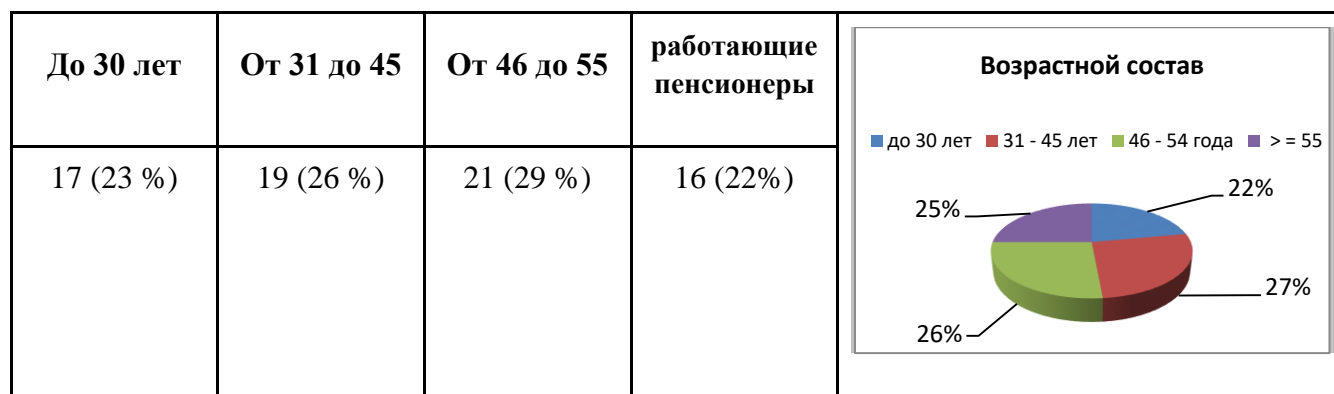 До 30 лет
От 31 до 45
От 46 до 55
работающие
пенсионеры
17 (23 %)
19 (26 %)
21 (29 %)
16 (22%)
Возрастной состав
до 30 лет 31 - 45 лет 46 - 54 года > = 55
22%
25%
27%
26%